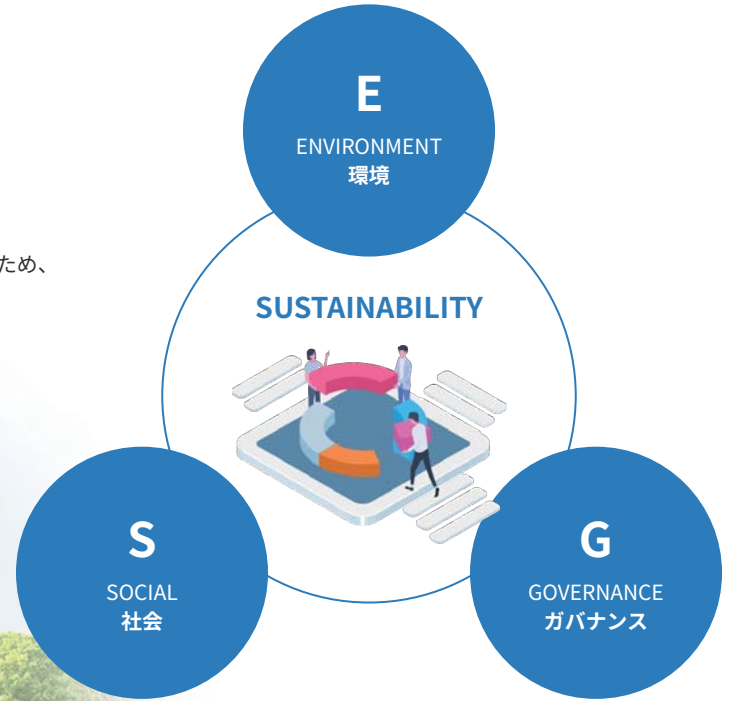 E
ENVIRONMENT
環境
ため、
SUSTAINABILITY
S
SOCIAL
社会
G
GOVERNANCE
ガバナンス